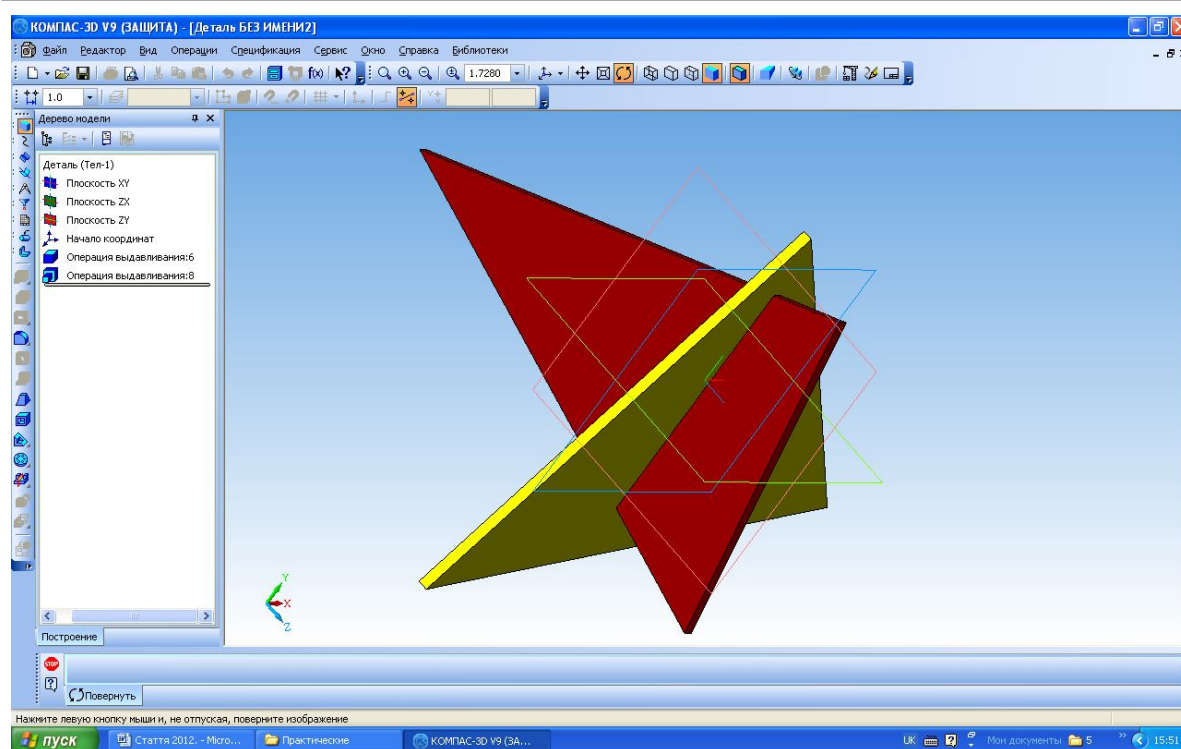 КОМПАС-3D V9 (ЗАЩИТА) - [Деталь БЕЗ ИМЕНИ2]
Файл Редактор Вид Операции Спецификация Сервис Окно Справка Библиотеки
1.7280
1.0
Дерево модели
Деталь (Тел-1)
Плоскость XY
Плоскость ZX
Плоскость ZY
Начало координат
Операция выдавливания:6
Операция выдавливания:8
Y
X
Z
Построение
STOP
Повернуть
Нажмите левую кнопку мыши и, не отпуская, поверните изображение
пуск Стаття 2012. - Micro... Практические КОМПАС-3D V9 (ЗА... UK Мои документы 5 15:51